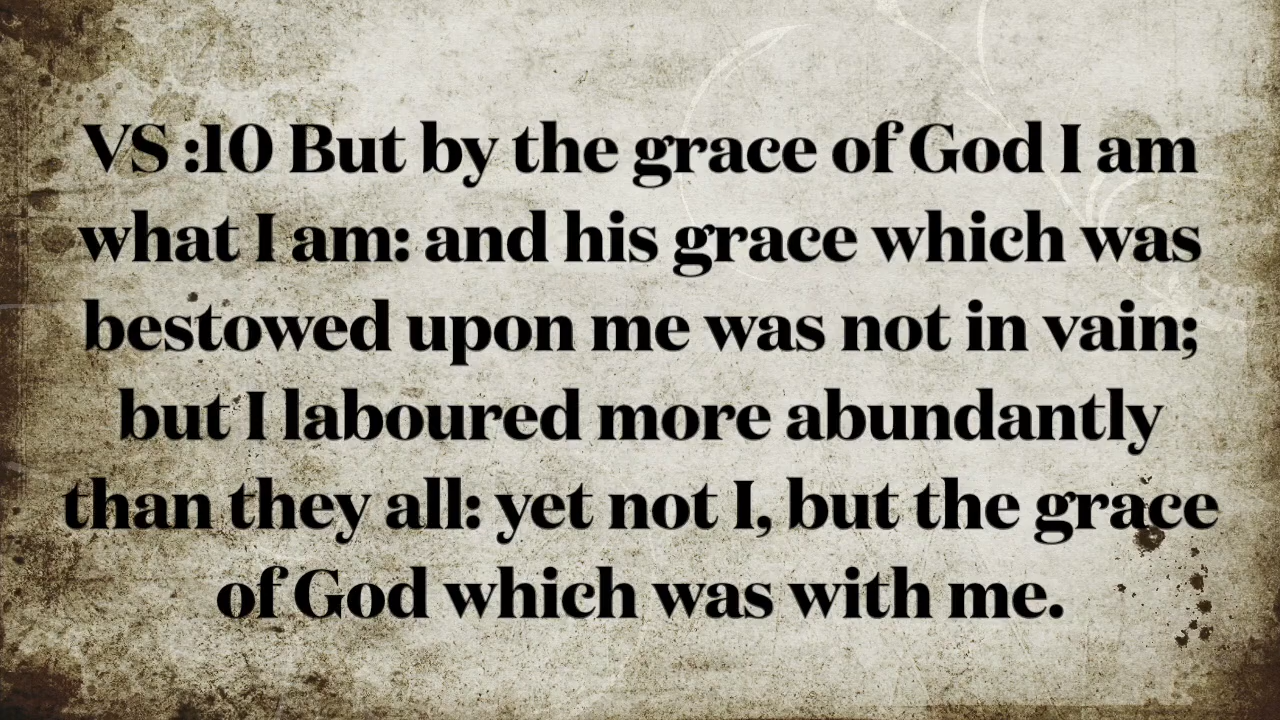 VS :10 But by the grace of God I am
what I am: and his grace which was
bestowed upon me was not in vain;
but I laboured more abundantly
than they all: yet not I, but the grace
of God which was with me.